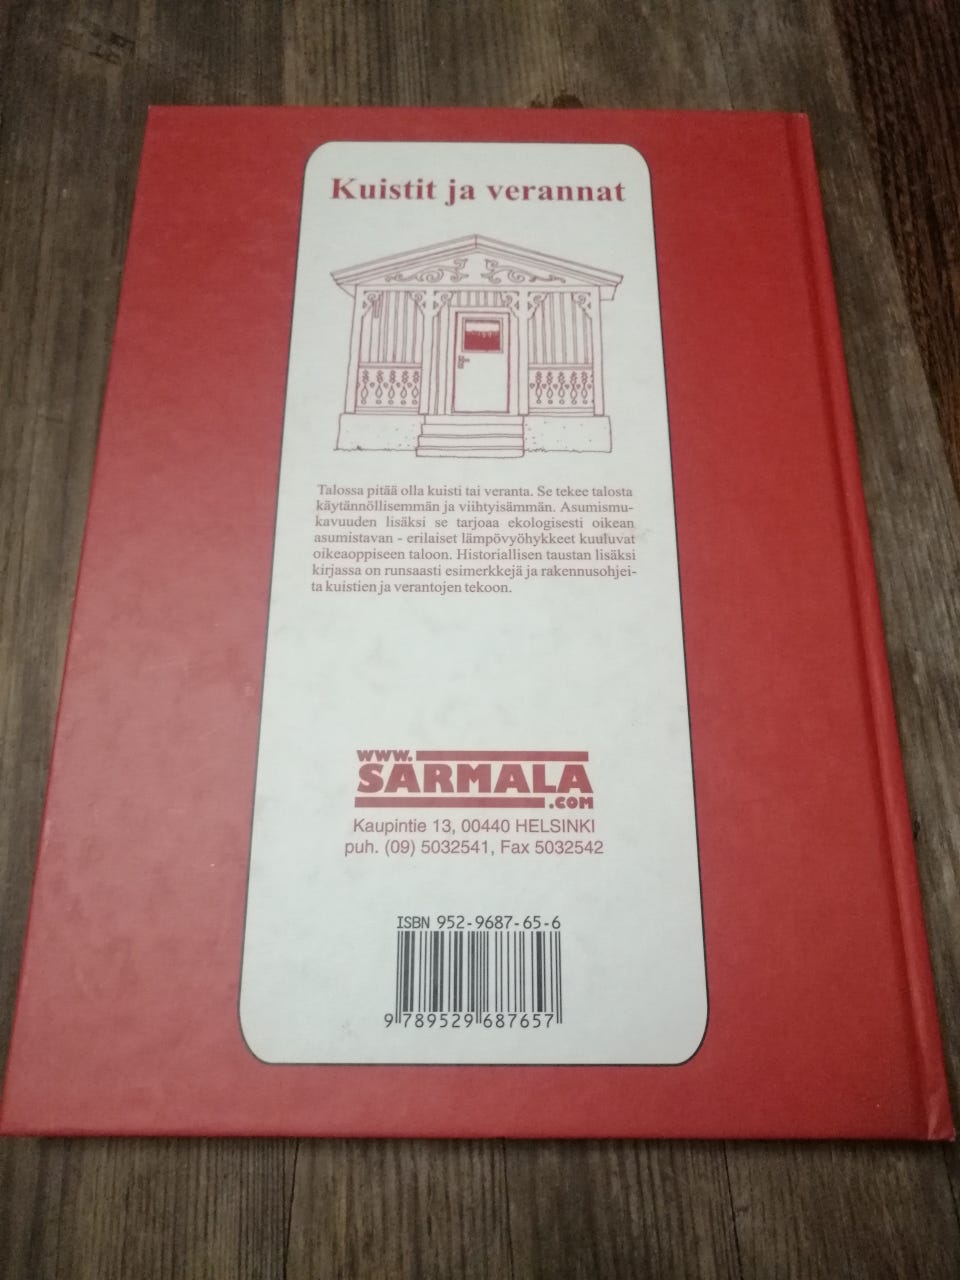 Kuistit ja verannat
Talossa pitää olla kuisti tai veranta. Se tekee talosta
käytännöllisemmän ja viihtyisämmän. Asumismu-
kavuuden lisäksi se tarjoaa ekologisesti oikean
asumistavan - erilaiset lämpövyöhykkeet kuuluvat
oikeaoppiseen taloon. Historiallisen taustan lisäksi
kirjassa on runsaasti esimerkkejä ja rakennusohjei-
ta kuistien ja verantojen tekoon.
www.
SARMALA
.COM
Kaupintie 13, 00440 HELSINKI
puh. (09) 5032541, Fax 5032542
ISBN 952-9687-65-6
9 789529 687657